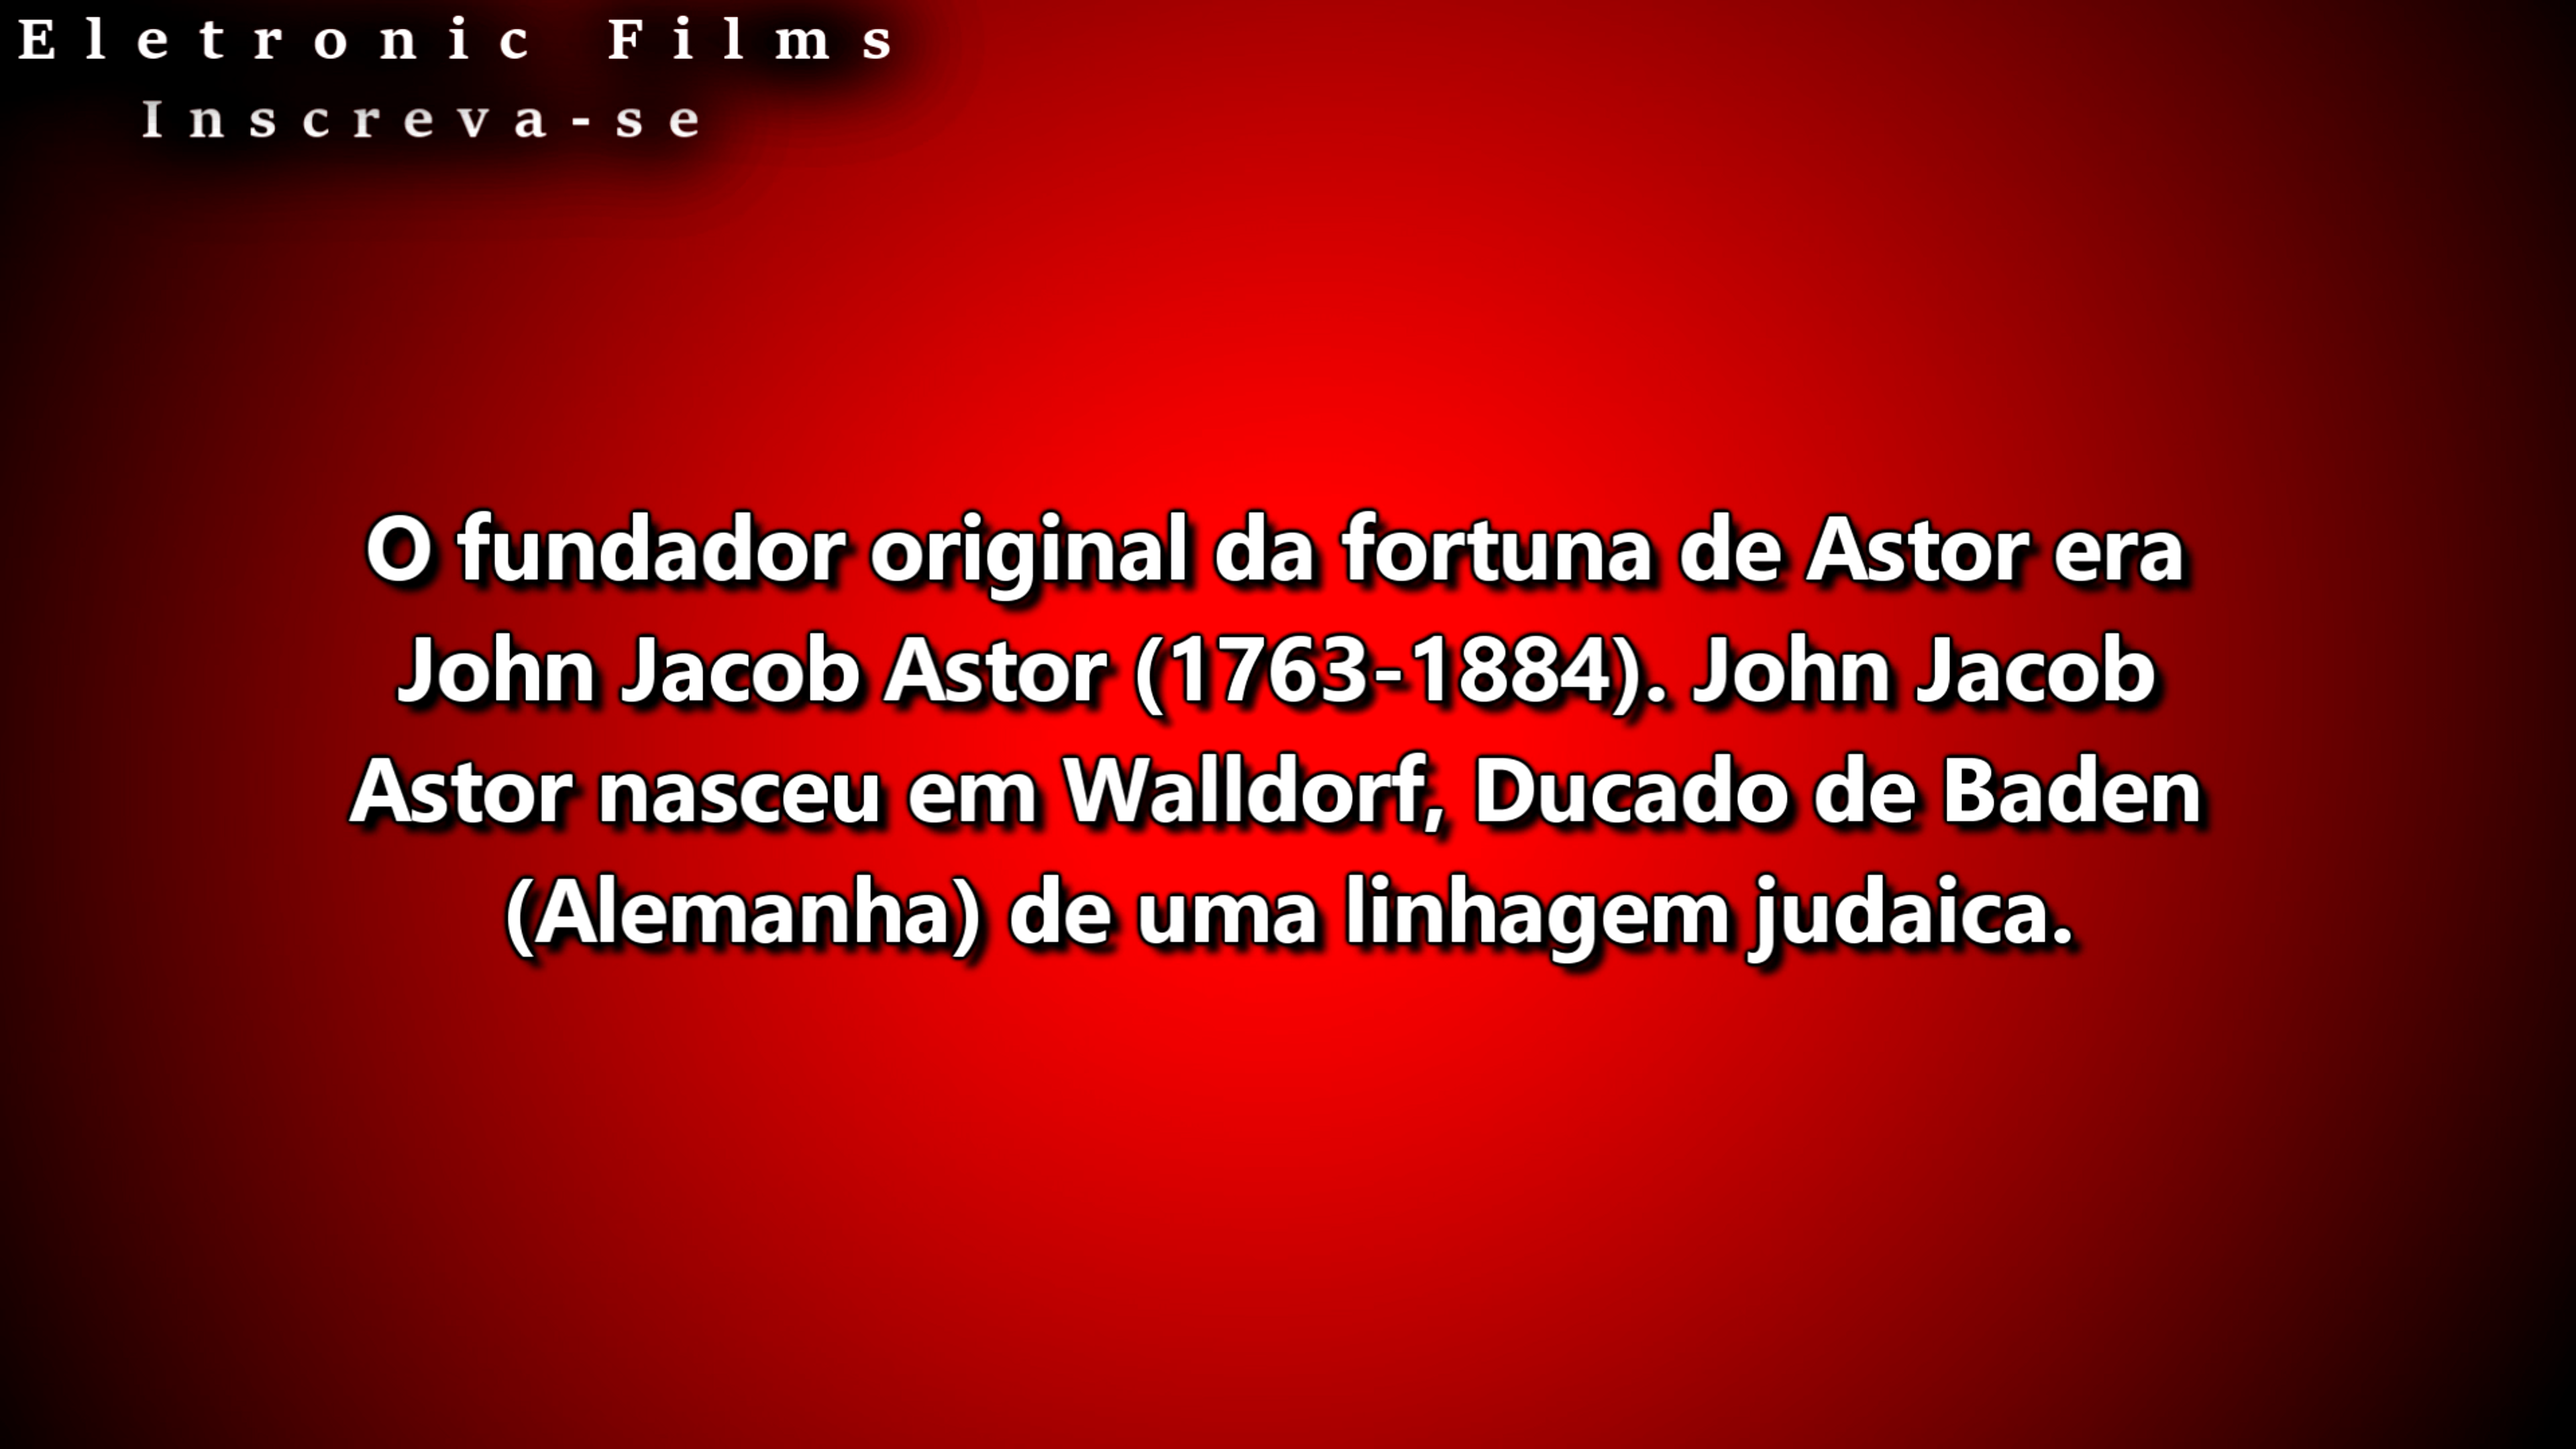 Eletronic Films
Inscreva-se
O fundador original da fortuna de Astor era
John Jacob Astor (1763-1884). John Jacob
Astor nasceu em Walldorf, Ducado de Baden
(Alemanha) de uma linhagem judaica.